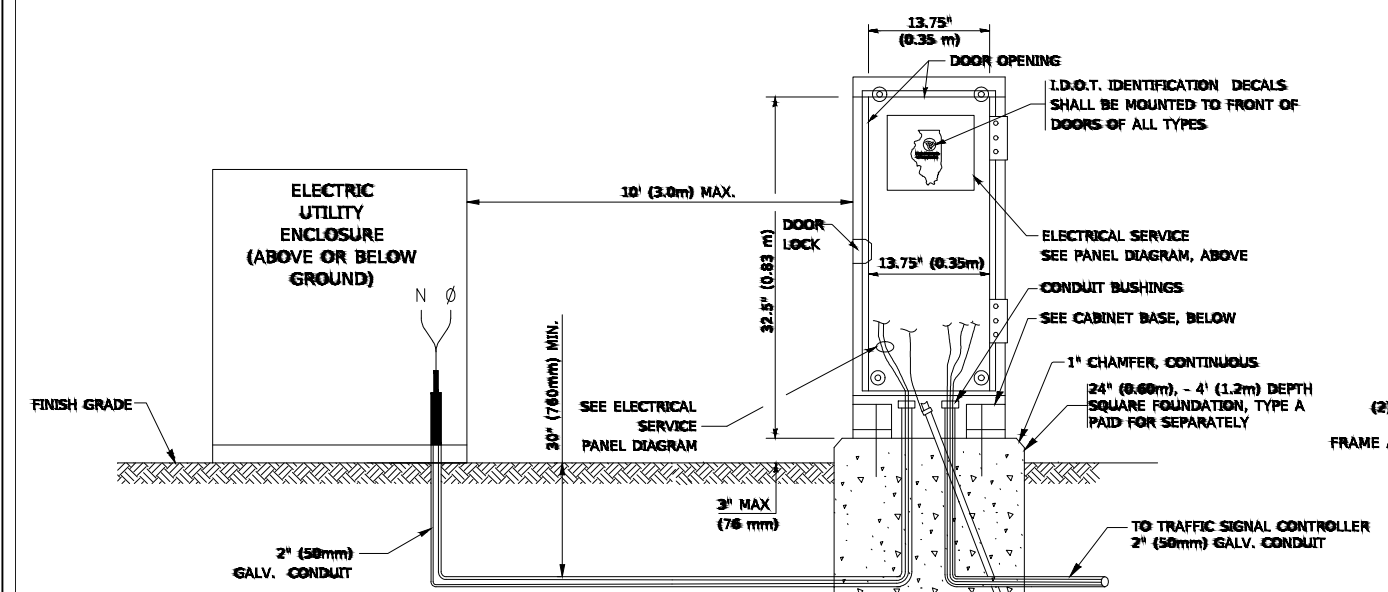 13.75"
(0.35 m)
DOOR OPENING
I.D.O.T. IDENTIFICATION DECALS
SHALL BE MOUNTED TO FRONT OF
DOORS OF ALL TYPES
ELECTRIC
UTILITY
ENCLOSURE
(ABOVE OR BELOW
GROUND)
N Ø
10' (3.0m) MAX.
DOOR
LOCK
32.5" (0.83 m)
13.75" (0.35m)
ELECTRICAL SERVICE
SEE PANEL DIAGRAM, ABOVE
CONDUIT BUSHINGS
SEE CABINET BASE, BELOW
1" CHAMFER, CONTINUOUS
24" (0.60m), - 4' (1.2m) DEPTH
SQUARE FOUNDATION, TYPE A
PAID FOR SEPARATELY
(2)
FRAME
FINISH GRADE
30" (760mm) MIN.
SEE ELECTRICAL
SERVICE
PANEL DIAGRAM
3" MAX
(76 mm)
2" (50mm)
GALV. CONDUIT
TO TRAFFIC SIGNAL CONTROLLER
2" (50mm) GALV. CONDUIT